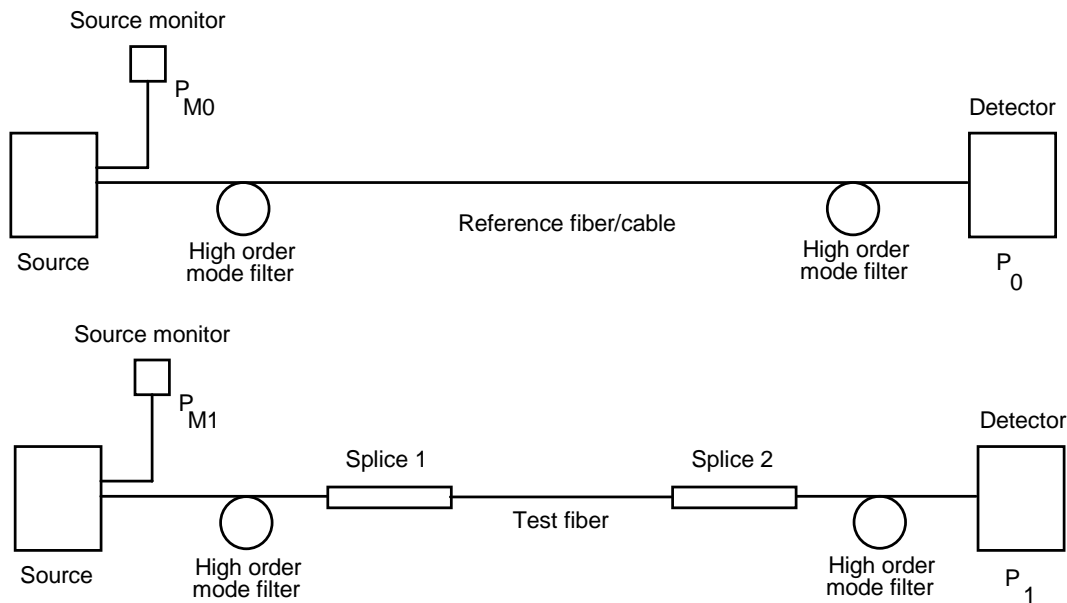 Source monitor
P
M0
Detector
Reference fiber/cable
High order
mode filter
High order
mode filter
Source
P
0
Source monitor
P
M1
Detector
Splice 1
Splice 2
Test fiber
High order
mode filter
High order
mode filter
Source
P
1